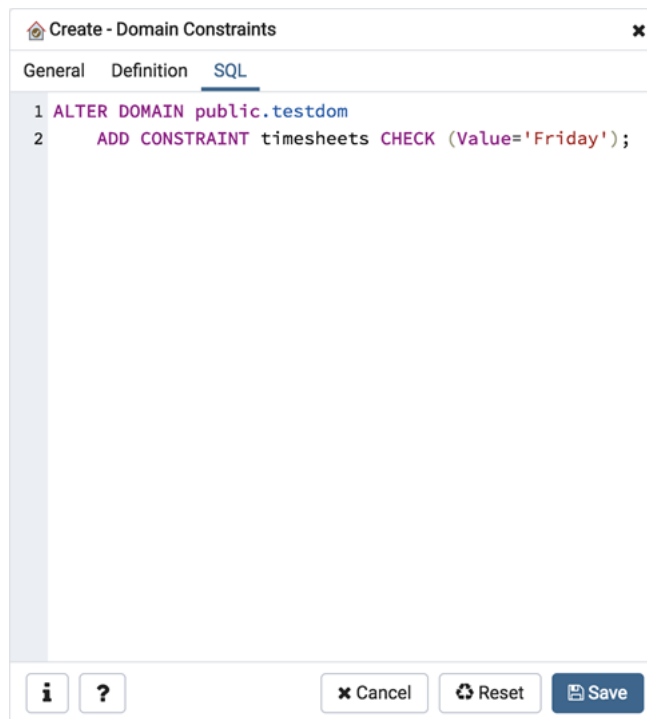 Create - Domain Constraints
General Definition SQL
1 ALTER DOMAIN public.testdom
2 ADD CONSTRAINT timesheets CHECK (Value='Friday');
i ? Cancel Reset Save